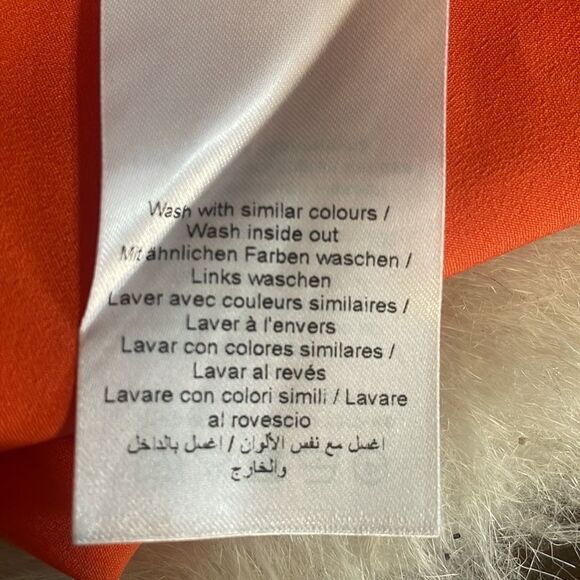 Wash with similar colours /
Wash inside out
Mit ähnlichen Farben waschen /
Links waschen
Laver avec couleurs similaires /
Laver à l'envers
Lavar con colores similares /
Lavar al revés
Lavare con colori simili / Lavare
al rovescio
اغسل مع نفس الألوان / اغسل بالداخل
والخارج